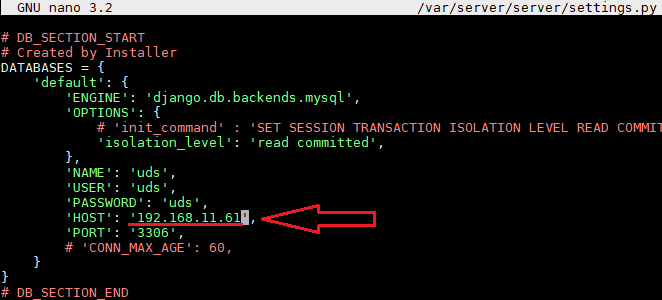 GNU nano 3.2 /var/server/server/settings.py
# DB_SECTION_START
# Created by Installer
DATABASES = {
    'default': {
        'ENGINE': 'django.db.backends.mysql',
        'OPTIONS': {
            # 'init_command' : 'SET SESSION TRANSACTION ISOLATION LEVEL READ COMMIT
            'isolation_level': 'read committed',
        },
        'NAME': 'uds',
        'USER': 'uds',
        'PASSWORD': 'uds',
        'HOST': '192.168.11.61',
        'PORT': '3306',
        # 'CONN_MAX_AGE': 60,
    }
}
# DB_SECTION_END